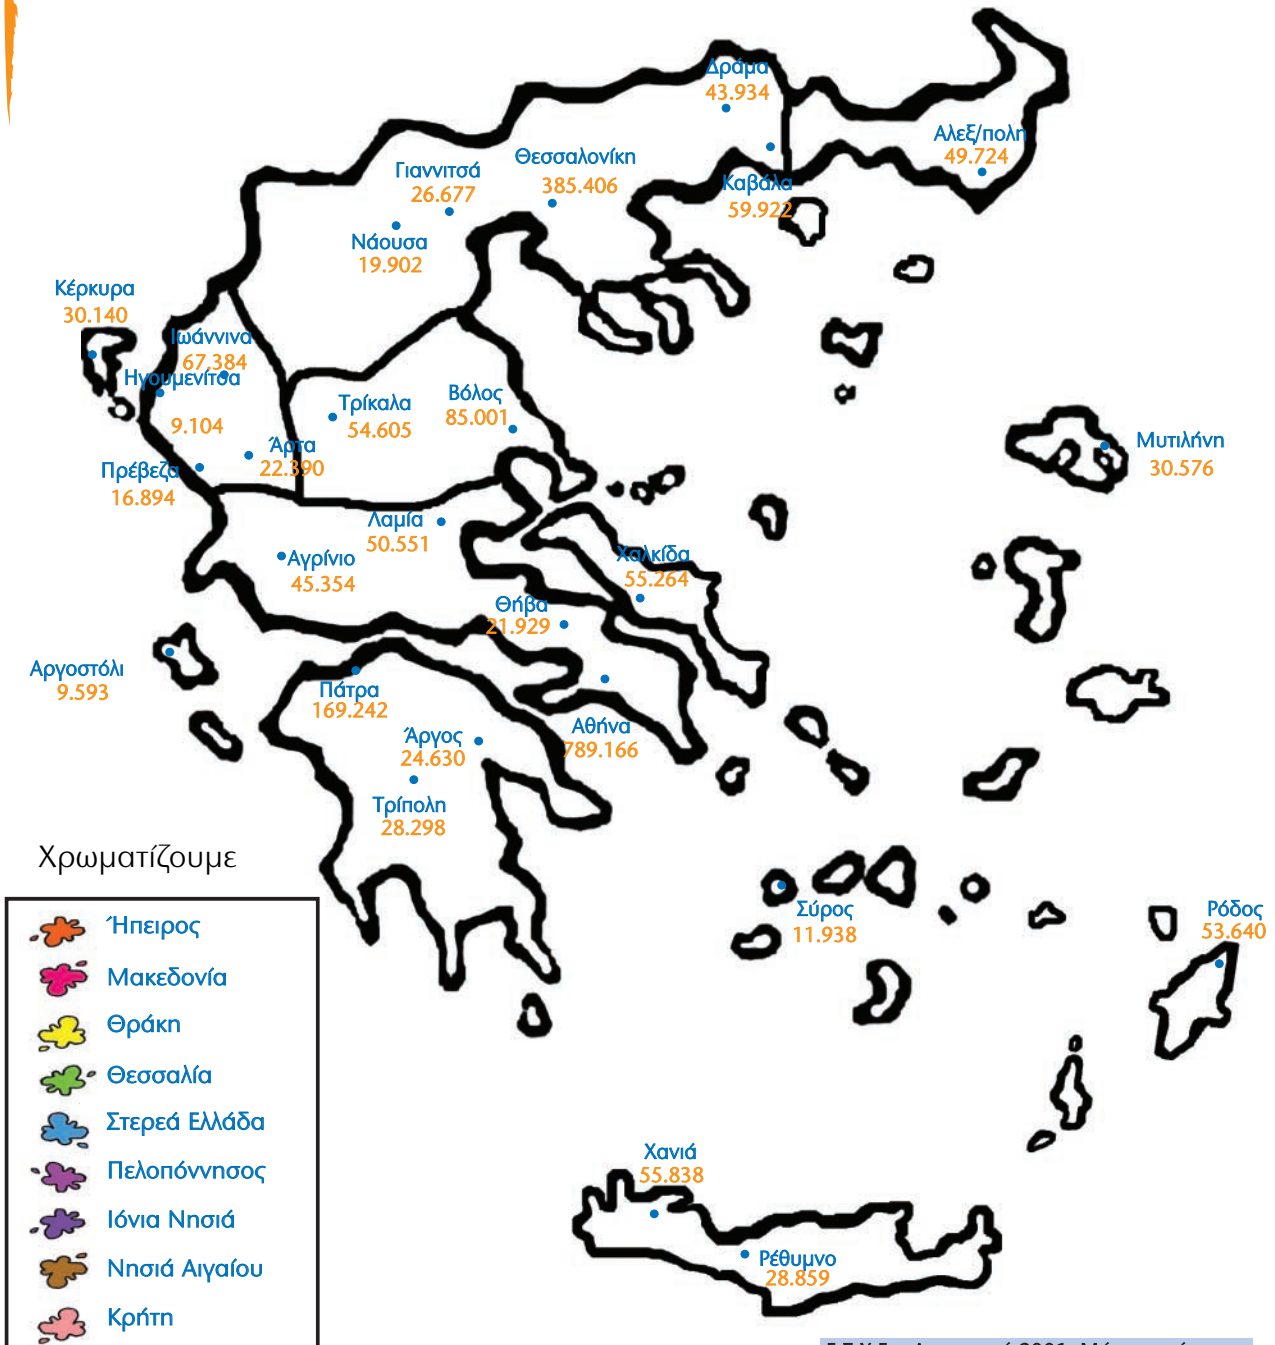 Δράμα
43.934
Αλεξ/πολη
49.724
Θεσσαλονίκη
385.406
Γιαννιτσά
26.677
Καβάλα
59.922
Νάουσα
19.902
Κέρκυρα
30.140
Ιωάννινα
67.384
Ηγουμενίτσα
9.104
Τρίκαλα
54.605
Βόλος
85.001
Άρτα
22.390
Πρέβεζα
16.894
Μυτιλήνη
30.576
Λαμία
50.551
Αγρίνιο
45.354
Χαλκίδα
55.264
Θήβα
21.929
Αργοστόλι
9.593
Πάτρα
169.242
Αθήνα
789.166
Άργος
24.630
Τρίπολη
28.298
Χρωματίζουμε
Ήπειρος
Μακεδονία
Θράκη
Θεσσαλία
Στερεά Ελλάδα
Πελοπόννησος
Ιόνια Νησιά
Νησιά Αιγαίου
Κρήτη
Σύρος
11.938
Ρόδος
53.640
Χανιά
55.838
Ρέθυμνο
28.859